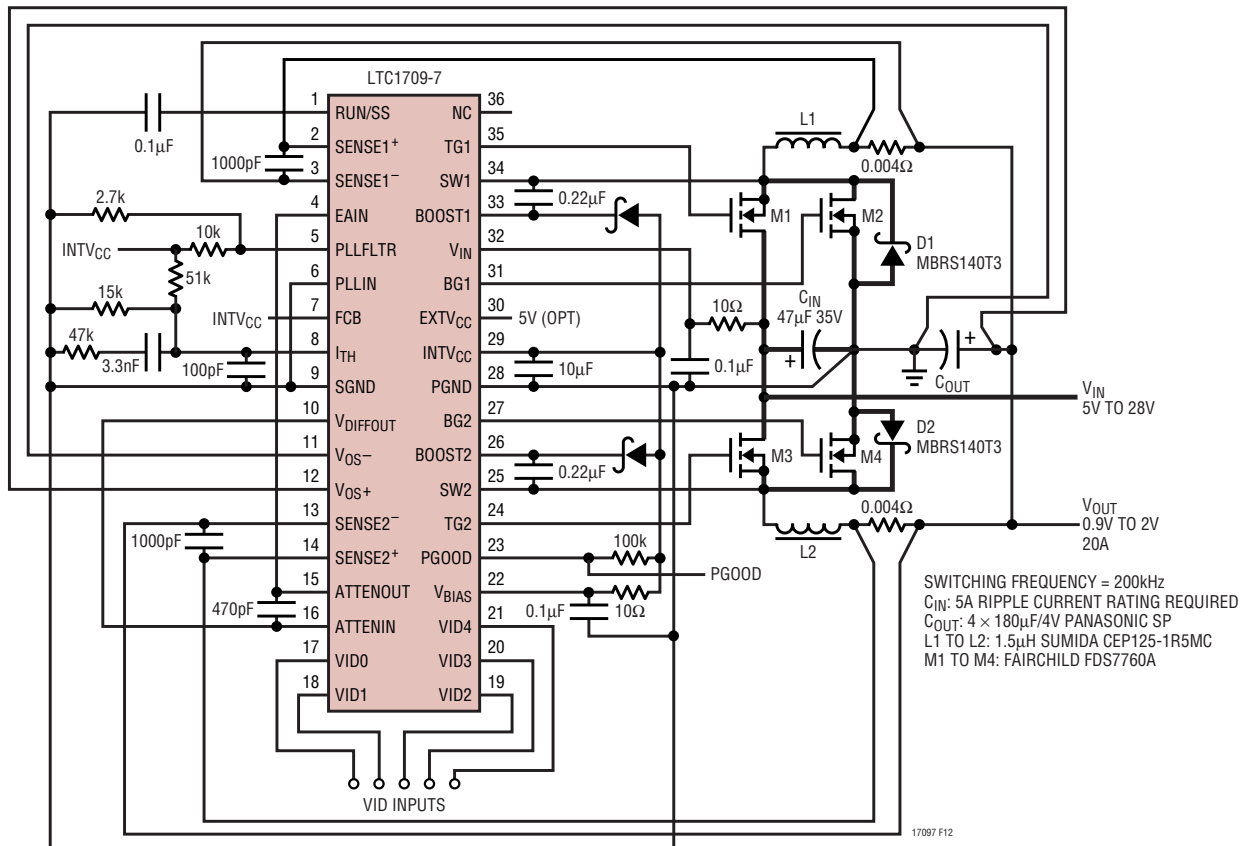 LTC1709-7
1
RUN/SS
0.1µF
2
SENSE1+
1000pF
3
SENSE1–
4
EAIN
2.7k
10k
5
PLLFLTR
INTVCC
51k
6
PLLIN
15k
7
FCB
INTVCC
47k
8
ITH
3.3nF
100pF
9
SGND
10
VDIFFOUT
11
VOS–
12
VOS+
13
SENSE2–
1000pF
14
SENSE2+
15
ATTENOUT
470pF
16
ATTENIN
17
VID0
18
VID1
36
NC
35
TG1
34
SW1
0.22µF
33
BOOST1
32
VIN
31
BG1
10Ω
30
EXTVCC
5V (OPT)
29
INTVCC
10µF
0.1µF
28
PGND
27
BG2
26
BOOST2
0.22µF
25
SW2
24
TG2
23
PGOOD
100k
PGOOD
22
VBIAS
0.1µF
10Ω
21
VID4
20
VID3
19
VID2
VID INPUTS
L1
0.004Ω
M1
M2
D1
MBRS140T3
CIN
47µF 35V
+
COUT
+
VIN
5V TO 28V
M3
M4
D2
MBRS140T3
0.004Ω
L2
VOUT
0.9V TO 2V
20A
SWITCHING FREQUENCY = 200kHz
CIN: 5A RIPPLE CURRENT RATING REQUIRED
COUT: 4 × 180µF/4V PANASONIC SP
L1 TO L2: 1.5µH SUMIDA CEP125-1R5MC
M1 TO M4: FAIRCHILD FDS7760A
17097 F12